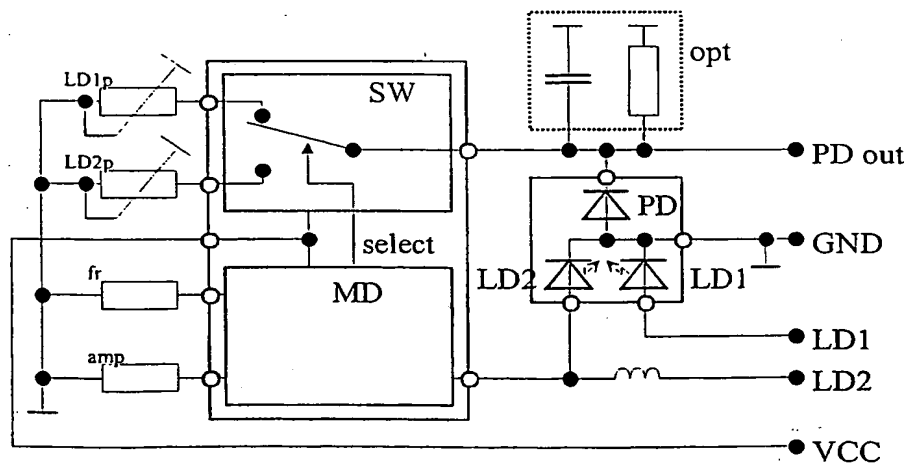 opt
LD1p
SW
LD2p
PD out
PD
select
GND
fr
LD2
LD1
MD
LD1
amp
LD2
VCC